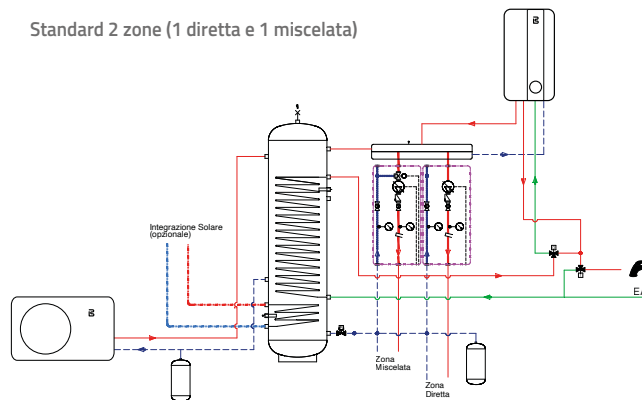 Standard 2 zone (1 diretta e 1 miscelata)
Integrazione Solare
(opzionale)
Zona
Miscelata
Zona
Diretta